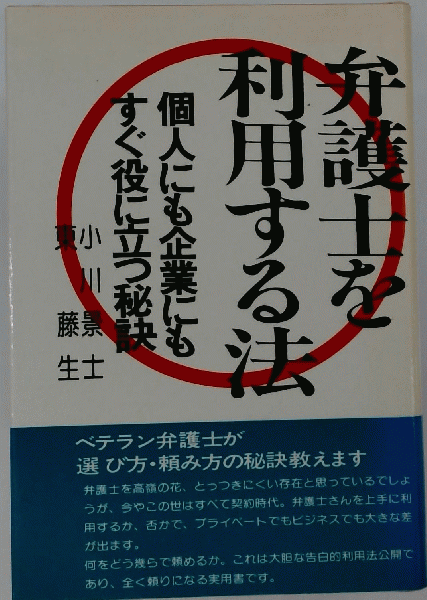 弁護士を
利用する法
個人にも企業にも
すぐ役に立つ秘訣
小川景士
東藤生
ベテラン弁護士が
選び方・頼み方の秘訣教えます
弁護士を高嶺の花、とっつきにくい存在と思っているでしょ
うが、今やこの世はすべて契約時代。弁護士さんを上手に利
用するか、否かで、プライベートでもビジネスでも大きな差
が出ます。
何をどう幾らで頼めるか。これは大胆な告白的利用法公開で
あり、全く頼りになる実用書です。